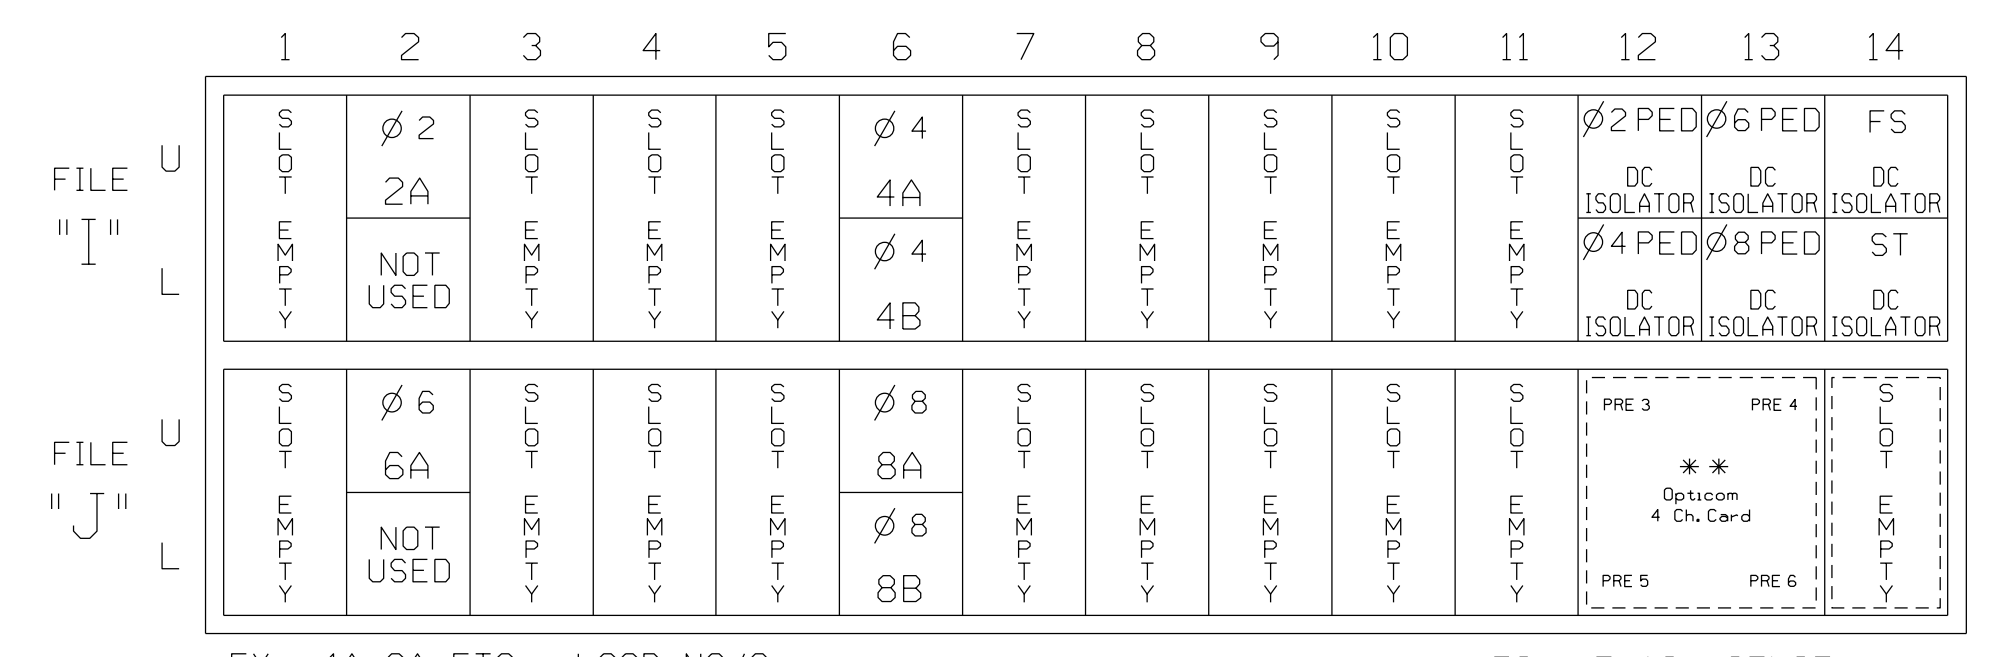 1 2 3 4 5 6 7 8 9 10 11 12 13 14
FILE
"I"
U
L
SLOT EMPTY
Ø 2
2A
NOT
USED
SLOT EMPTY
SLOT EMPTY
SLOT EMPTY
Ø 4
4A
Ø 4
4B
SLOT EMPTY
SLOT EMPTY
SLOT EMPTY
SLOT EMPTY
SLOT EMPTY
Ø2 PED
DC
ISOLATOR
Ø4 PED
DC
ISOLATOR
Ø6 PED
DC
ISOLATOR
Ø8 PED
DC
ISOLATOR
FS
DC
ISOLATOR
ST
DC
ISOLATOR
FILE
"J"
U
L
SLOT EMPTY
Ø 6
6A
NOT
USED
SLOT EMPTY
SLOT EMPTY
SLOT EMPTY
Ø 8
8A
Ø 8
8B
SLOT EMPTY
SLOT EMPTY
SLOT EMPTY
SLOT EMPTY
SLOT EMPTY
PRE 3 PRE 4
**
Opticom
4 Ch. Card
PRE 5 PRE 6
SLOT EMPTY